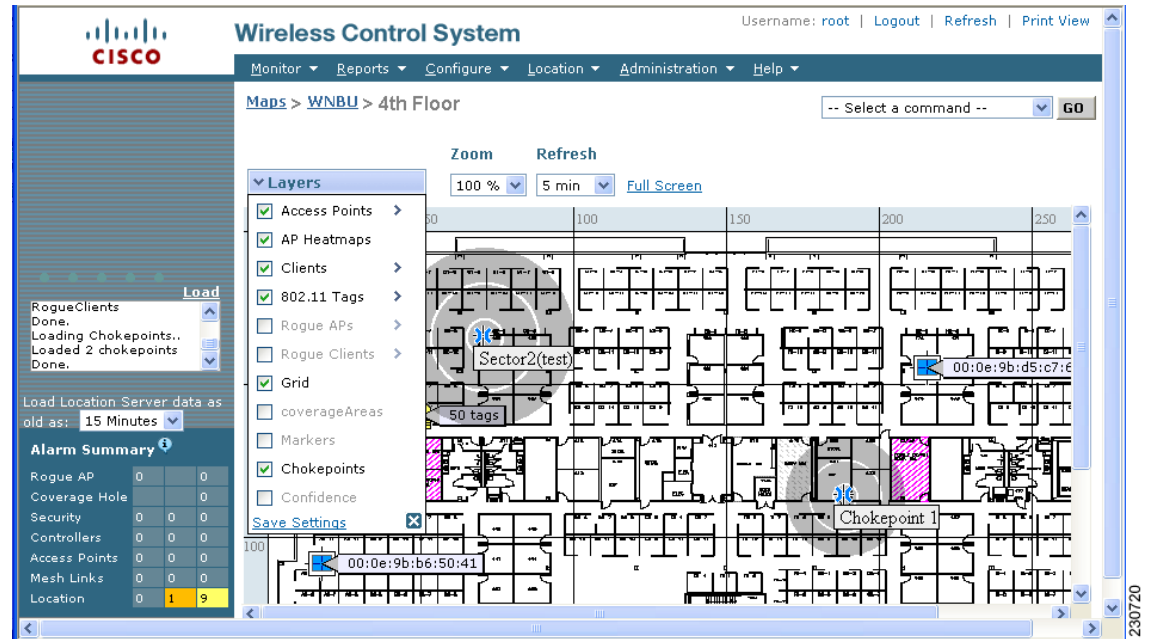 CISCO
Wireless Control System
Username: root | Logout | Refresh | Print View
Monitor Reports Configure Location Administration Help
Maps > WNBU > 4th Floor
-- Select a command -- GO
Zoom Refresh
100 % 5 min Full Screen
Layers
Access Points
AP Heatmaps
Clients
802.11 Tags
Rogue APs
Rogue Clients
Grid
coverageAreas
Markers
Chokepoints
Confidence
Save Settings
50 100 150 200 250
Sector2(test)
00:0e:9b:d5:c7:6
50 tags
Chokepoint 1
100
00:0e:9b:b6:50:41
Load
RogueClients
Done.
Loading Chokepoints..
Loaded 2 chokepoints
Done.
Load Location Server data as
old as: 15 Minutes
Alarm Summary
Rogue AP 0 0
Coverage Hole 0
Security 0 0 0
Controllers 0 0 0
Access Points 0 0 0
Mesh Links 0 0 0
Location 0 1 9
230720